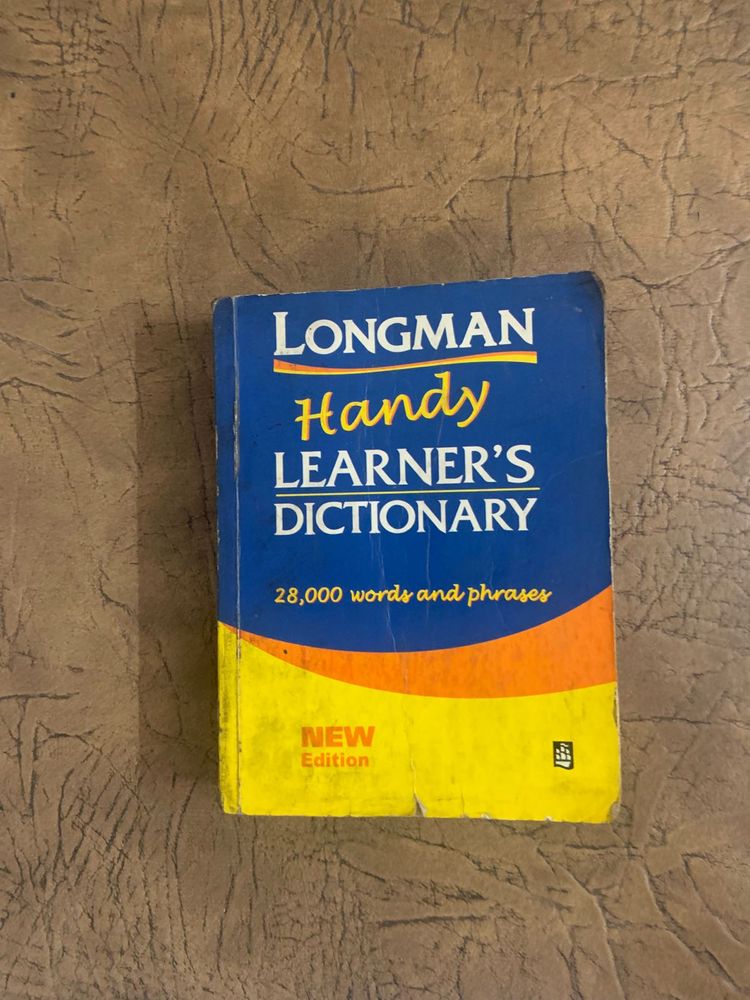 LONGMAN
Handy
LEARNER'S
DICTIONARY
28,000 words and phrases
NEW
Edition